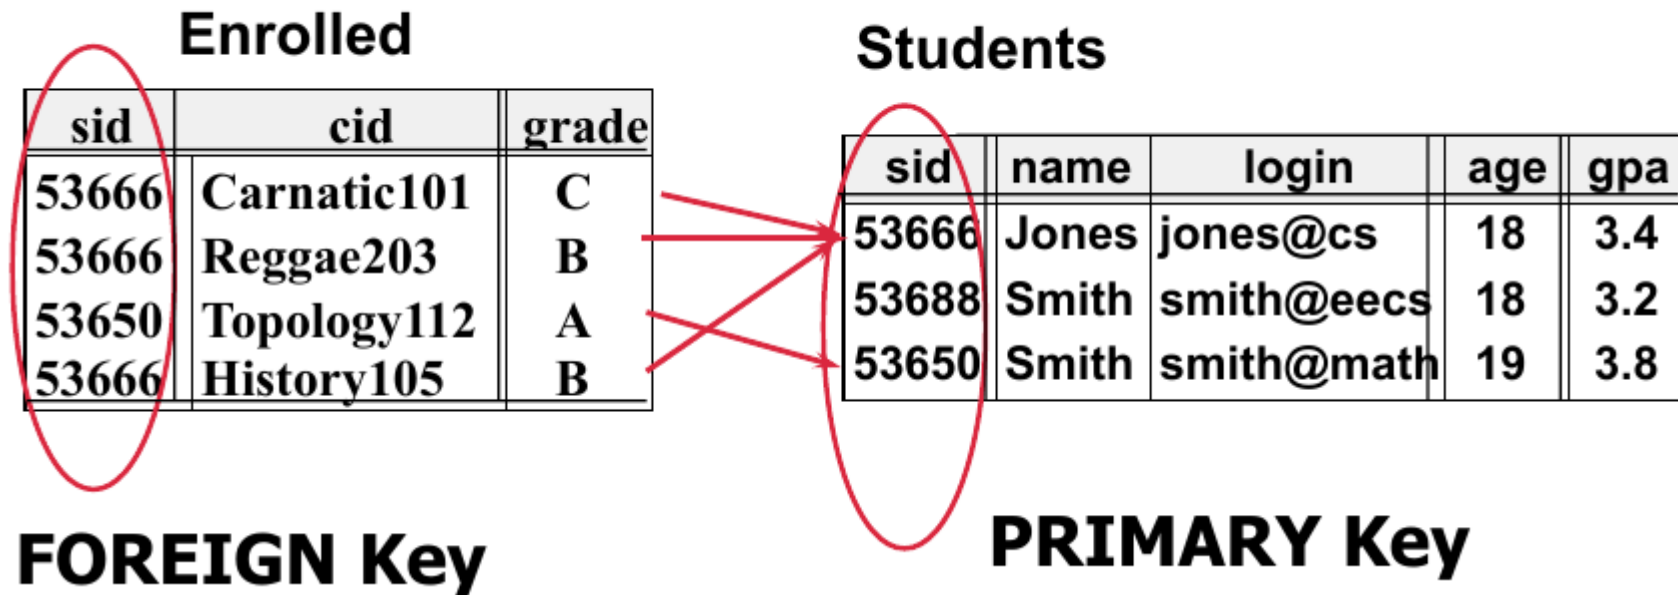 Enrolled
sid cid grade
53666 Carnatic101 C
53666 Reggae203 B
53650 Topology112 A
53666 History105 B
FOREIGN Key
Students
sid name login age gpa
53666 Jones jones@cs 18 3.4
53688 Smith smith@eecs 18 3.2
53650 Smith smith@math 19 3.8
PRIMARY Key